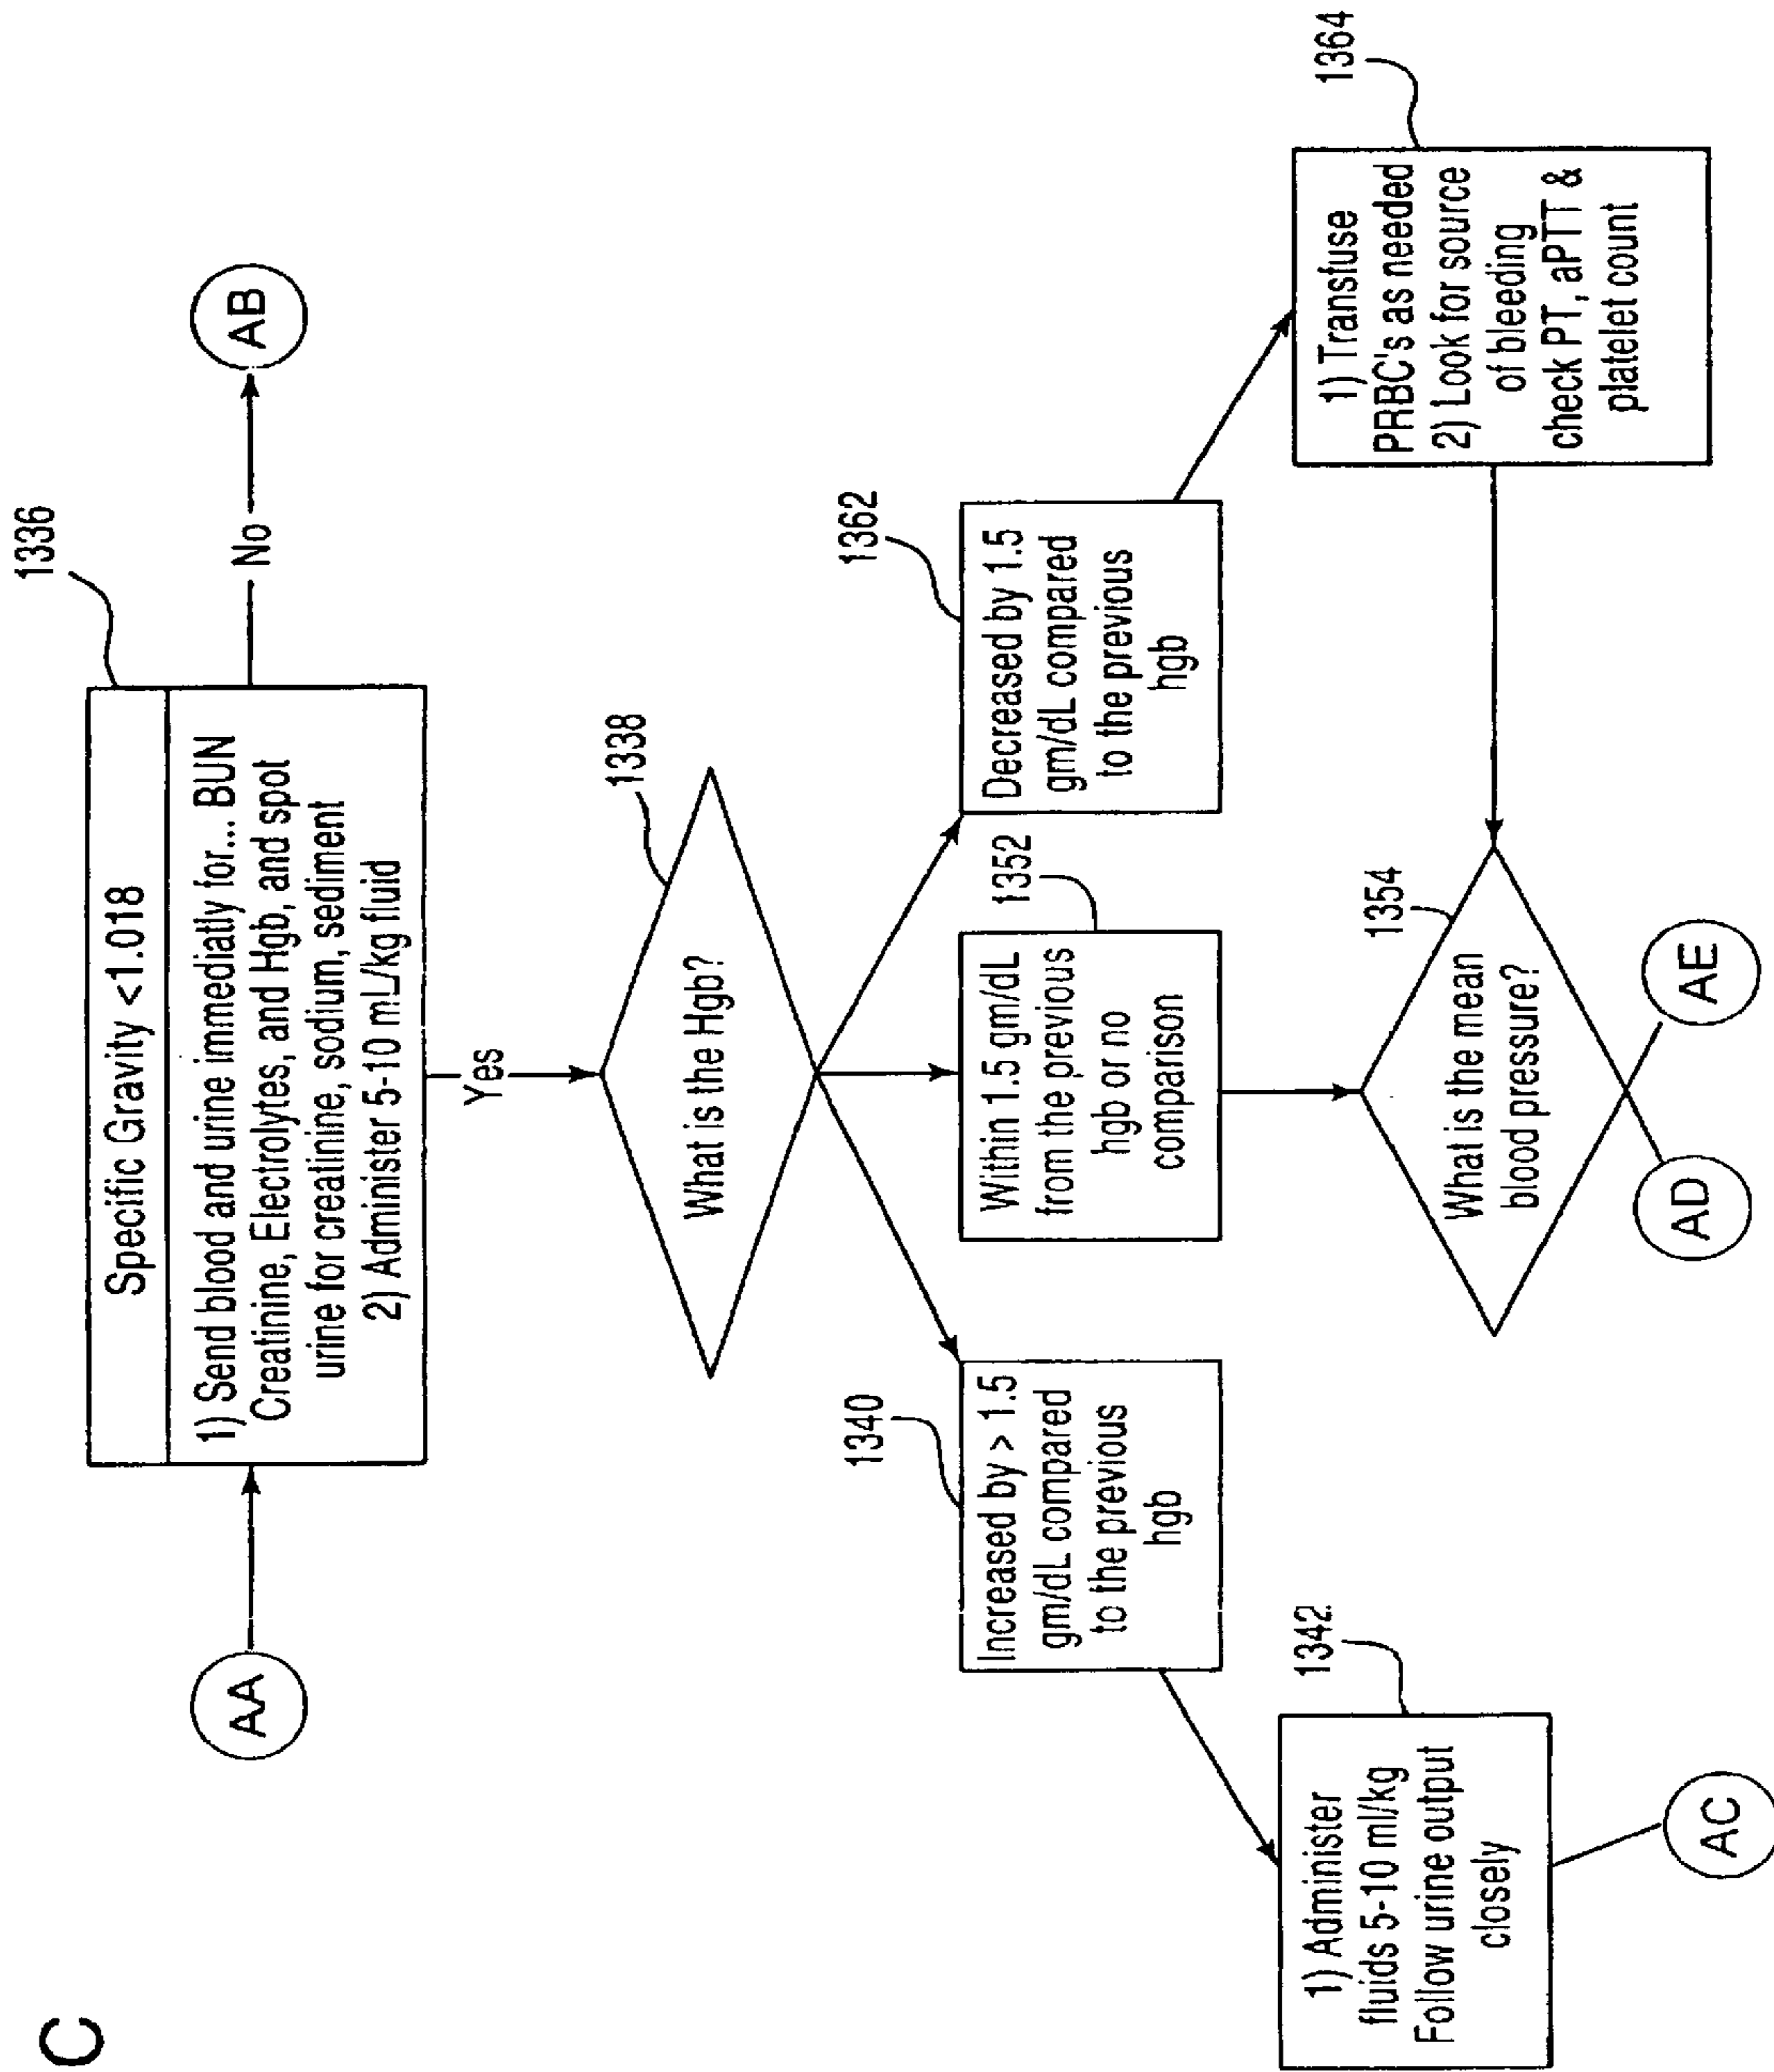 C
1336
Specific Gravity <1.018
1) Send blood and urine immediatly for... BUN
Creatinine, Electrolytes, and Hgb, and spot
urine for creatinine, sodium, sediment
2) Administer 5-10 mL/kg fluid
AA
No
AB
Yes
1338
What is the Hgb?
1340
Increased by > 1.5
gm/dL compared
to the previous
hgb
1352
Within 1.5 gm/dL
from the previous
hgb or no
comparison
1362
Decreased by 1.5
gm/dL compared
to the previous
hgb
1342
1) Administer
fluids 5-10 ml/kg
Follow urine output
closely
AC
1354
What is the mean
blood pressure?
AD
AE
1364
1) Transfuse
PRBC's as needed
2) Look for source
of bleeding
check PT, aPTT &
platelet count